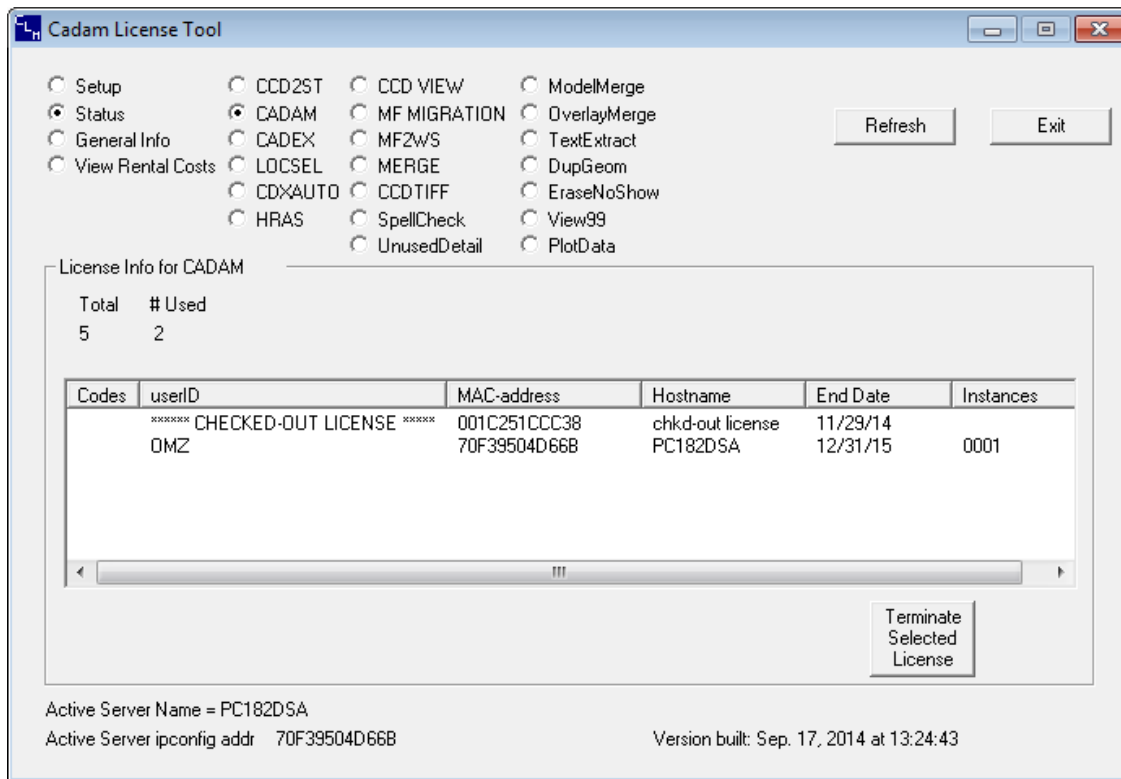 CLM Cadam License Tool
Setup CCD2ST CCD VIEW ModelMerge
Status CADAM MF MIGRATION OverlayMerge Refresh Exit
General Info CADEX MF2WS TextExtract
View Rental Costs LOCSEL MERGE DupGeom
CDXAUTO CCDTIFF EraseNoShow
HRAS SpellCheck View99
UnusedDetail PlotData
License Info for CADAM
Total # Used
5 2
Codes userID MAC-address Hostname End Date Instances
****** CHECKED-OUT LICENSE ***** 001C251CCC38 chkd-out license 11/29/14
OMZ 70F39504D66B PC182DSA 12/31/15 0001
Terminate
Selected
License
Active Server Name = PC182DSA
Active Server ipconfig addr 70F39504D66B Version built: Sep. 17, 2014 at 13:24:43